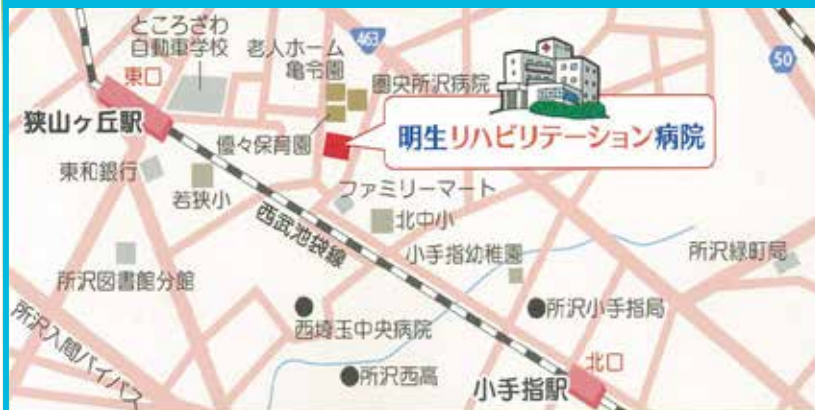 ところざわ
自動車学校
老人ホーム
亀令園
463
圏央所沢病院
50
東口
狭山ヶ丘駅
明生リハビリテーション病院
優々保育園
東和銀行
若狭小
ファミリーマート
北中小
西武池袋線
小手指幼稚園
所沢緑町局
所沢図書館分館
所沢入間バイパス
西埼玉中央病院
所沢小手指局
所沢西高
北口
小手指駅